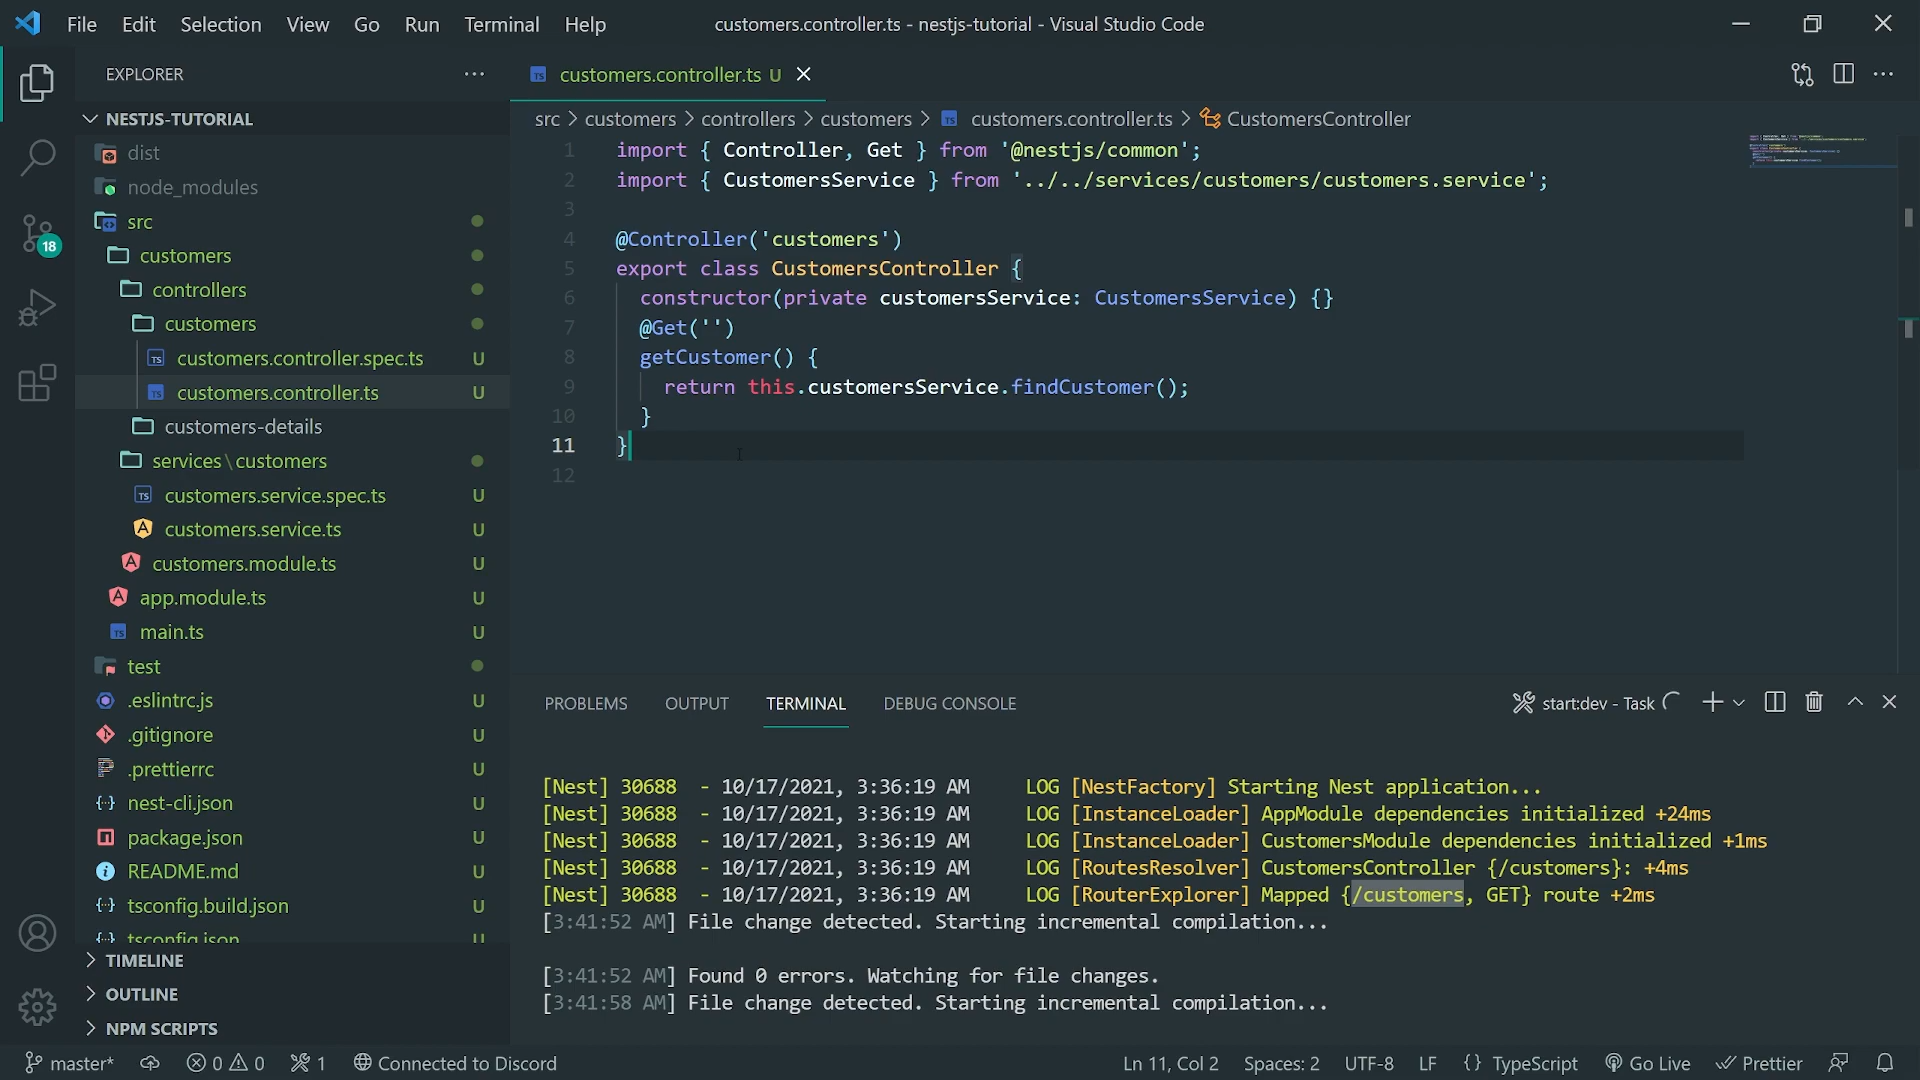 File Edit Selection View Go Run Terminal Help
customers.controller.ts - nestjs-tutorial - Visual Studio Code
EXPLORER
NESTJS-TUTORIAL
dist
node_modules
src
customers
controllers
customers
customers.controller.spec.ts U
customers.controller.ts U
customers-details
services\customers
customers.service.spec.ts U
customers.service.ts U
customers.module.ts U
app.module.ts U
main.ts U
test
.eslintrc.js U
.gitignore U
.prettierrc U
nest-cli.json U
package.json U
README.md U
tsconfig.build.json U
tsconfig.json U
TIMELINE
OUTLINE
NPM SCRIPTS
18
customers.controller.ts U
src > customers > controllers > customers > customers.controller.ts > CustomersController
1 import { Controller, Get } from '@nestjs/common';
2 import { CustomersService } from '../../services/customers/customers.service';
3
4 @Controller('customers')
5 export class CustomersController {
6 constructor(private customersService: CustomersService) {}
7 @Get('')
8 getCustomer() {
9 return this.customersService.findCustomer();
10 }
11 }
12
PROBLEMS OUTPUT TERMINAL DEBUG CONSOLE
start:dev - Task
[Nest] 30688 - 10/17/2021, 3:36:19 AM LOG [NestFactory] Starting Nest application...
[Nest] 30688 - 10/17/2021, 3:36:19 AM LOG [InstanceLoader] AppModule dependencies initialized +24ms
[Nest] 30688 - 10/17/2021, 3:36:19 AM LOG [InstanceLoader] CustomersModule dependencies initialized +1ms
[Nest] 30688 - 10/17/2021, 3:36:19 AM LOG [RoutesResolver] CustomersController {/customers}: +4ms
[Nest] 30688 - 10/17/2021, 3:36:19 AM LOG [RouterExplorer] Mapped {/customers, GET} route +2ms
[3:41:52 AM] File change detected. Starting incremental compilation...
[3:41:52 AM] Found 0 errors. Watching for file changes.
[3:41:58 AM] File change detected. Starting incremental compilation...
master* 0 0 1 Connected to Discord
Ln 11, Col 2 Spaces: 2 UTF-8 LF {} TypeScript Go Live Prettier